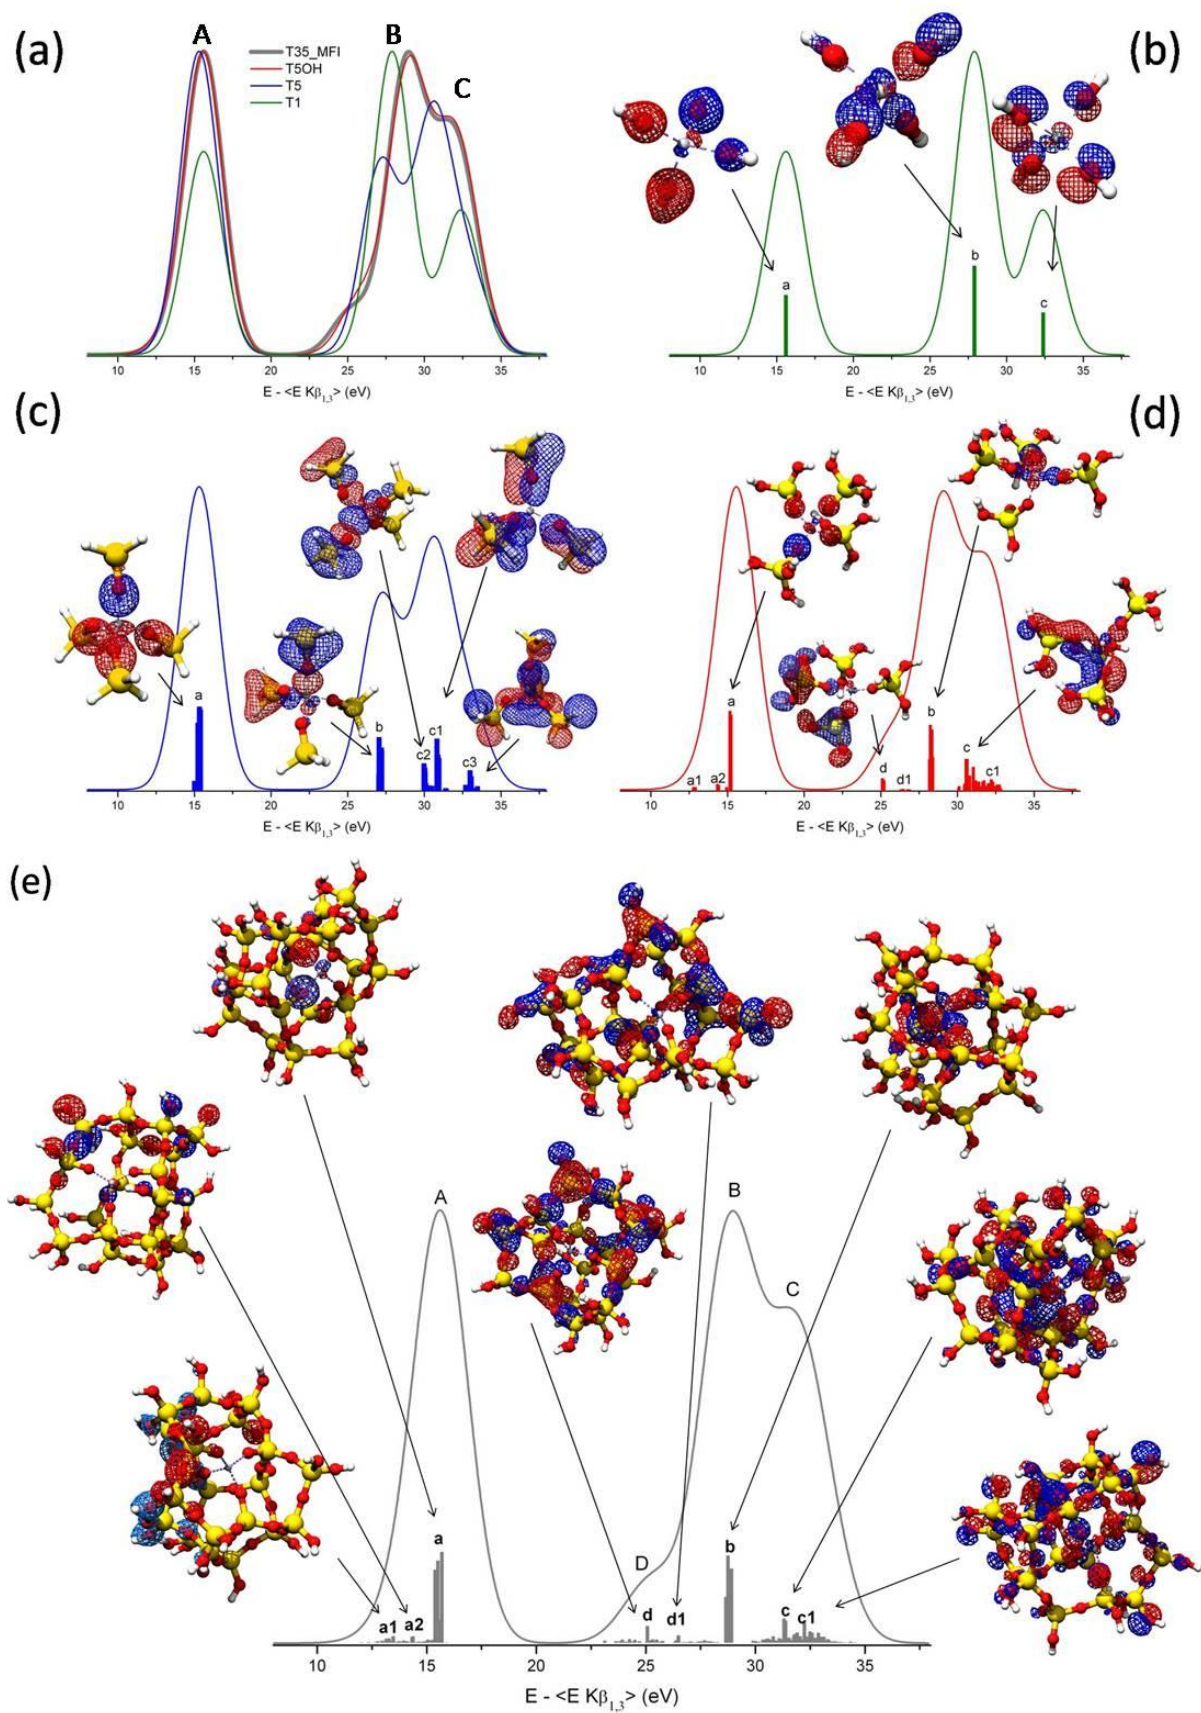 (a)
A
B
C
T35_MFI
T5OH
T5
T1
10 15 20 25 30 35
E - <E Kβ1,3> (eV)
(b)
a
b
c
10 15 20 25 30 35
E - <E Kβ1,3> (eV)
(c)
a
b
c2
c1
c3
10 15 20 25 30 35
E - <E Kβ1,3> (eV)
(d)
a1
a2
a
d
d1
b
c
c1
10 15 20 25 30 35
E - <E Kβ1,3> (eV)
(e)
A
B
C
D
a
a1
a2
d
d1
b
c
c1
10 15 20 25 30 35
E - <E Kβ1,3> (eV)